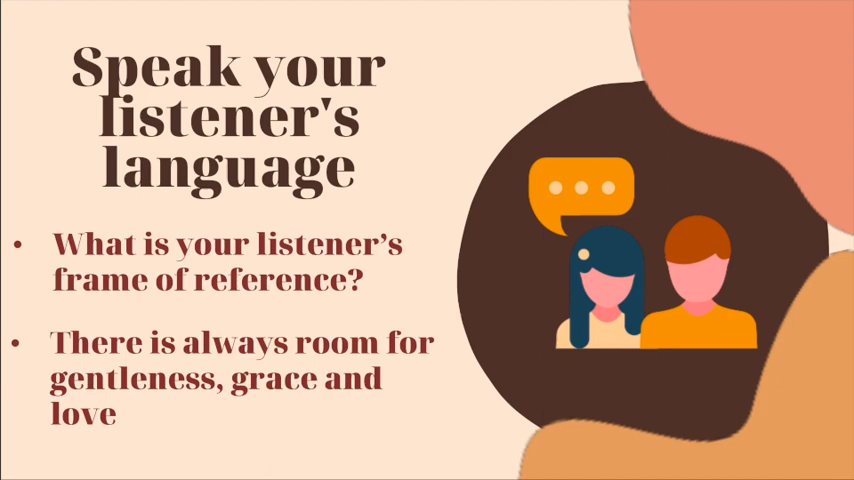 Speak your
listener's
language
• What is your listener’s
frame of reference?
• There is always room for
gentleness, grace and
love